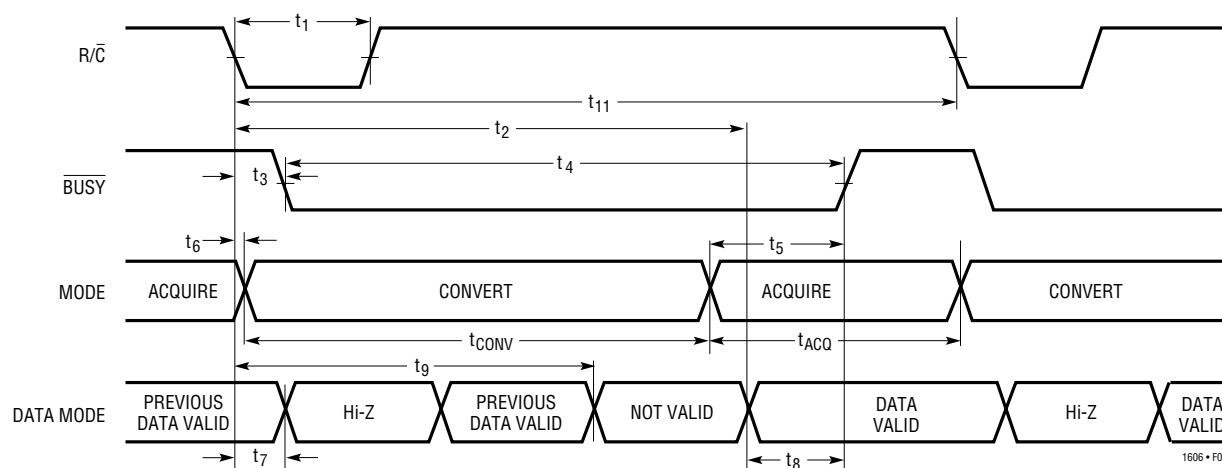 t1
R/C̅
t11
t2
t4
B̅U̅S̅Y̅
t3
t6
t5
MODE
ACQUIRE
CONVERT
ACQUIRE
CONVERT
tCONV
tACQ
t9
DATA MODE
PREVIOUS
DATA VALID
Hi-Z
PREVIOUS
DATA VALID
NOT VALID
DATA
VALID
Hi-Z
DATA
VALID
t7
t8
1606 • F0